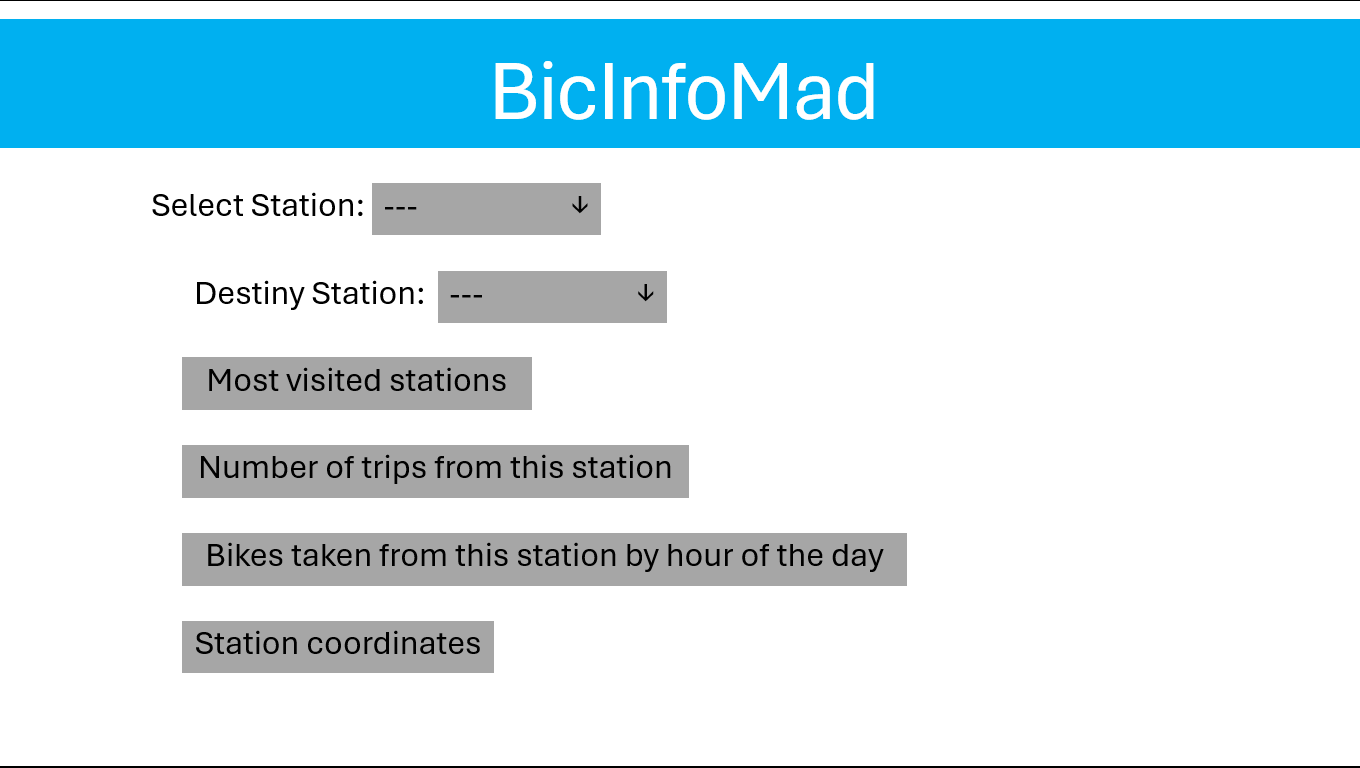 BicInfoMad
Select Station: --- ↓
Destiny Station: --- ↓
Most visited stations
Number of trips from this station
Bikes taken from this station by hour of the day
Station coordinates